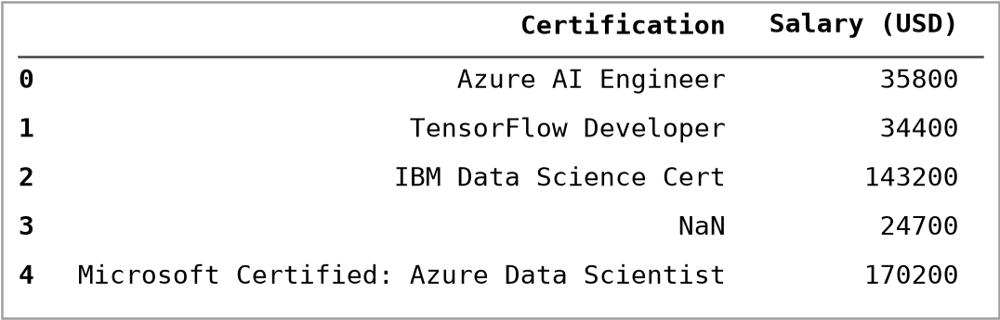 Certification Salary (USD)
0 Azure AI Engineer 35800
1 TensorFlow Developer 34400
2 IBM Data Science Cert 143200
3 NaN 24700
4 Microsoft Certified: Azure Data Scientist 170200